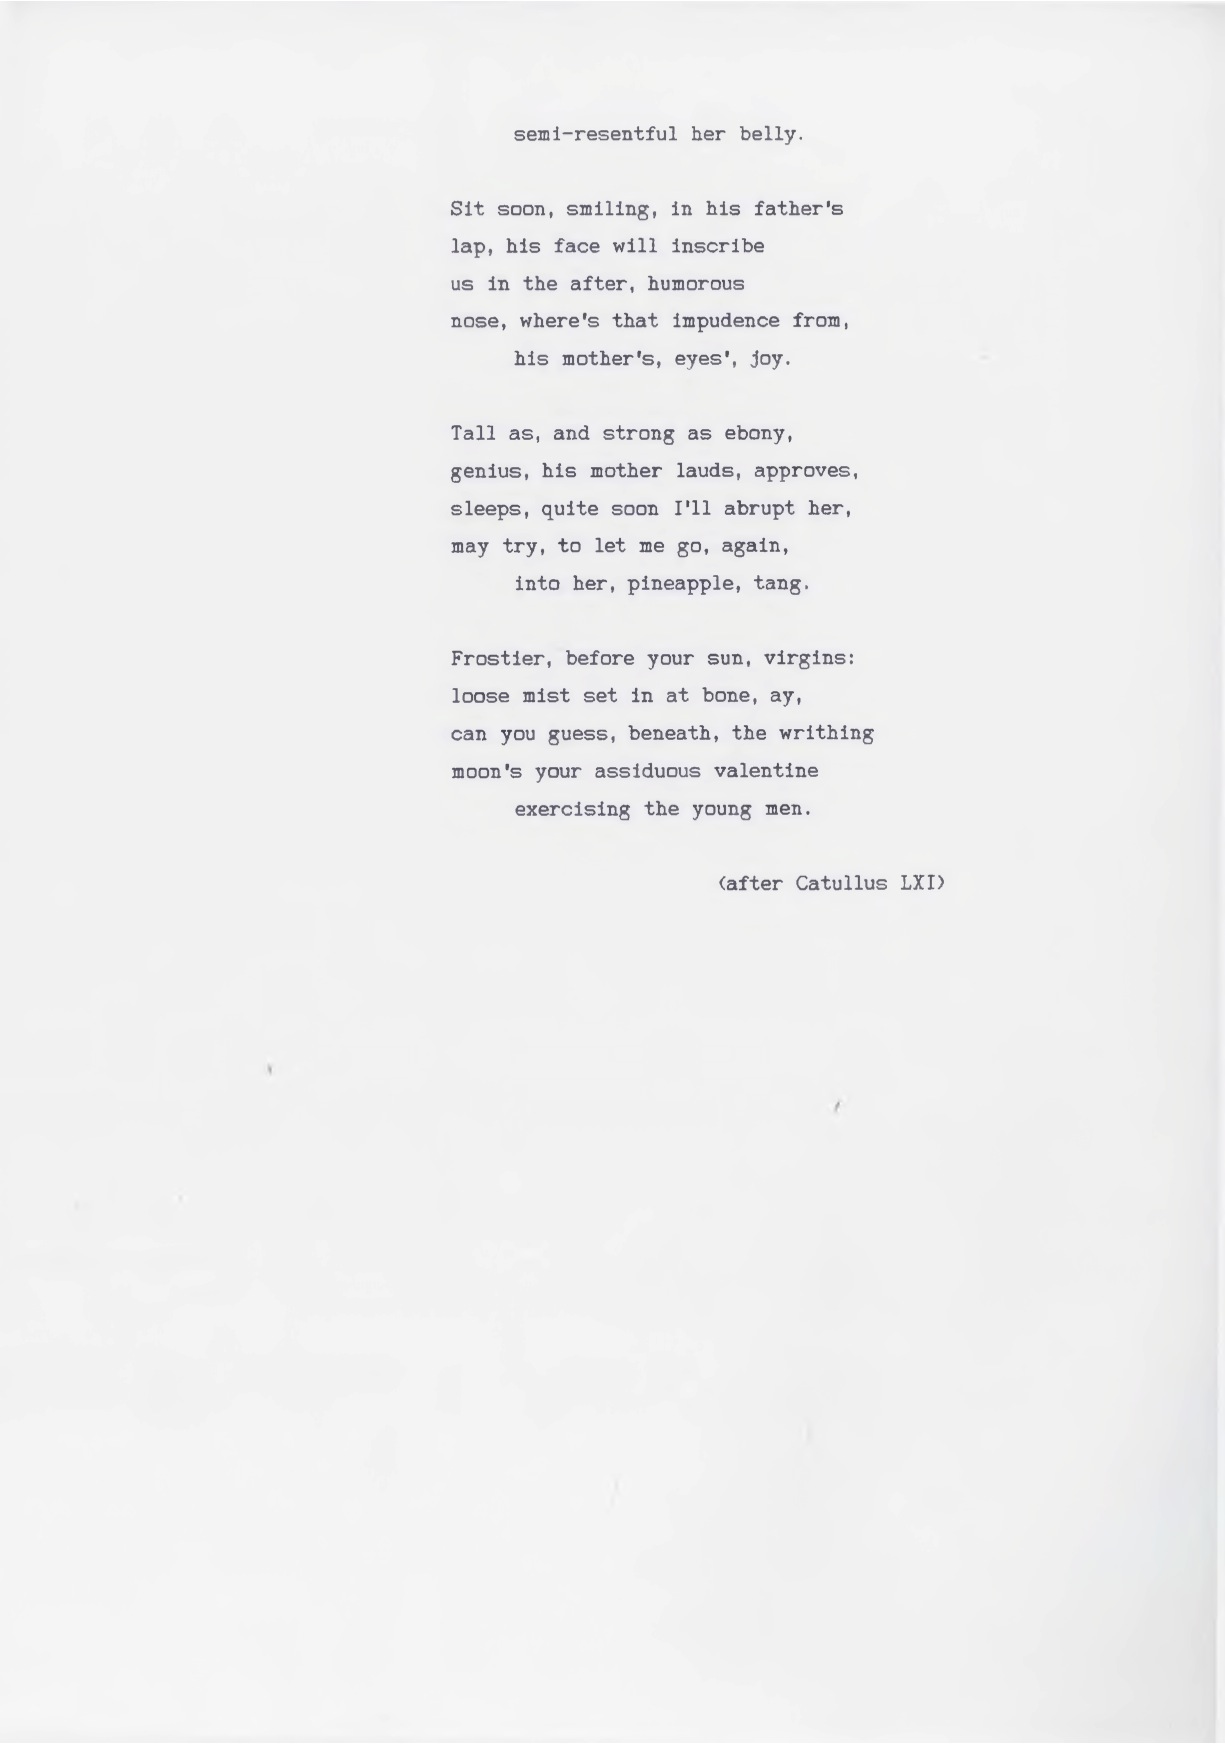 semi-resentful her belly.
Sit soon, smiling, in his father's
lap, his face will inscribe
us in the after, humorous
nose, where's that impudence from,
his mother's, eyes', joy.
Tall as, and strong as ebony,
genius, his mother lauds, approves,
sleeps, quite soon I'll abrupt her,
may try, to let me go, again,
into her, pineapple, tang.
Frostier, before your sun, virgins:
loose mist set in at bone, ay,
can you guess, beneath, the writhing
moon's your assiduous valentine
exercising the young men.
(after Catullus LXI)